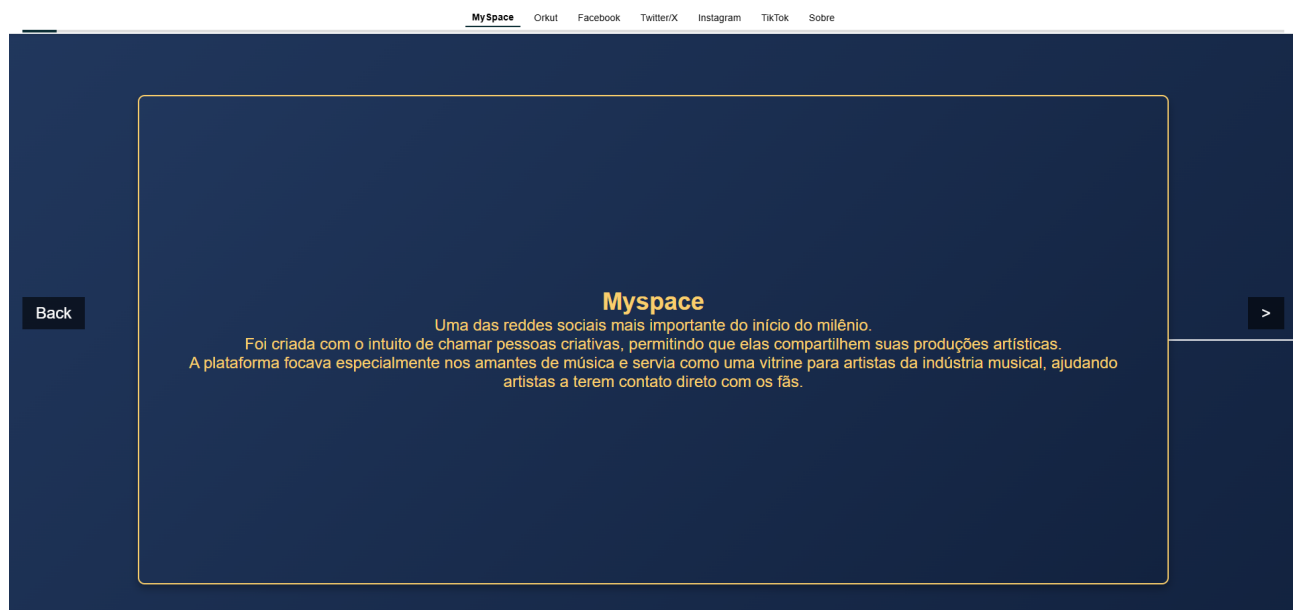 MySpace Orkut Facebook Twitter/X Instagram TikTok Sobre
Myspace
Uma das reddes sociais mais importante do início do milênio.
Foi criada com o intuito de chamar pessoas criativas, permitindo que elas compartilhem suas produções artísticas.
A plataforma focava especialmente nos amantes de música e servia como uma vitrine para artistas da indústria musical, ajudando
artistas a terem contato direto com os fãs.
Back
>